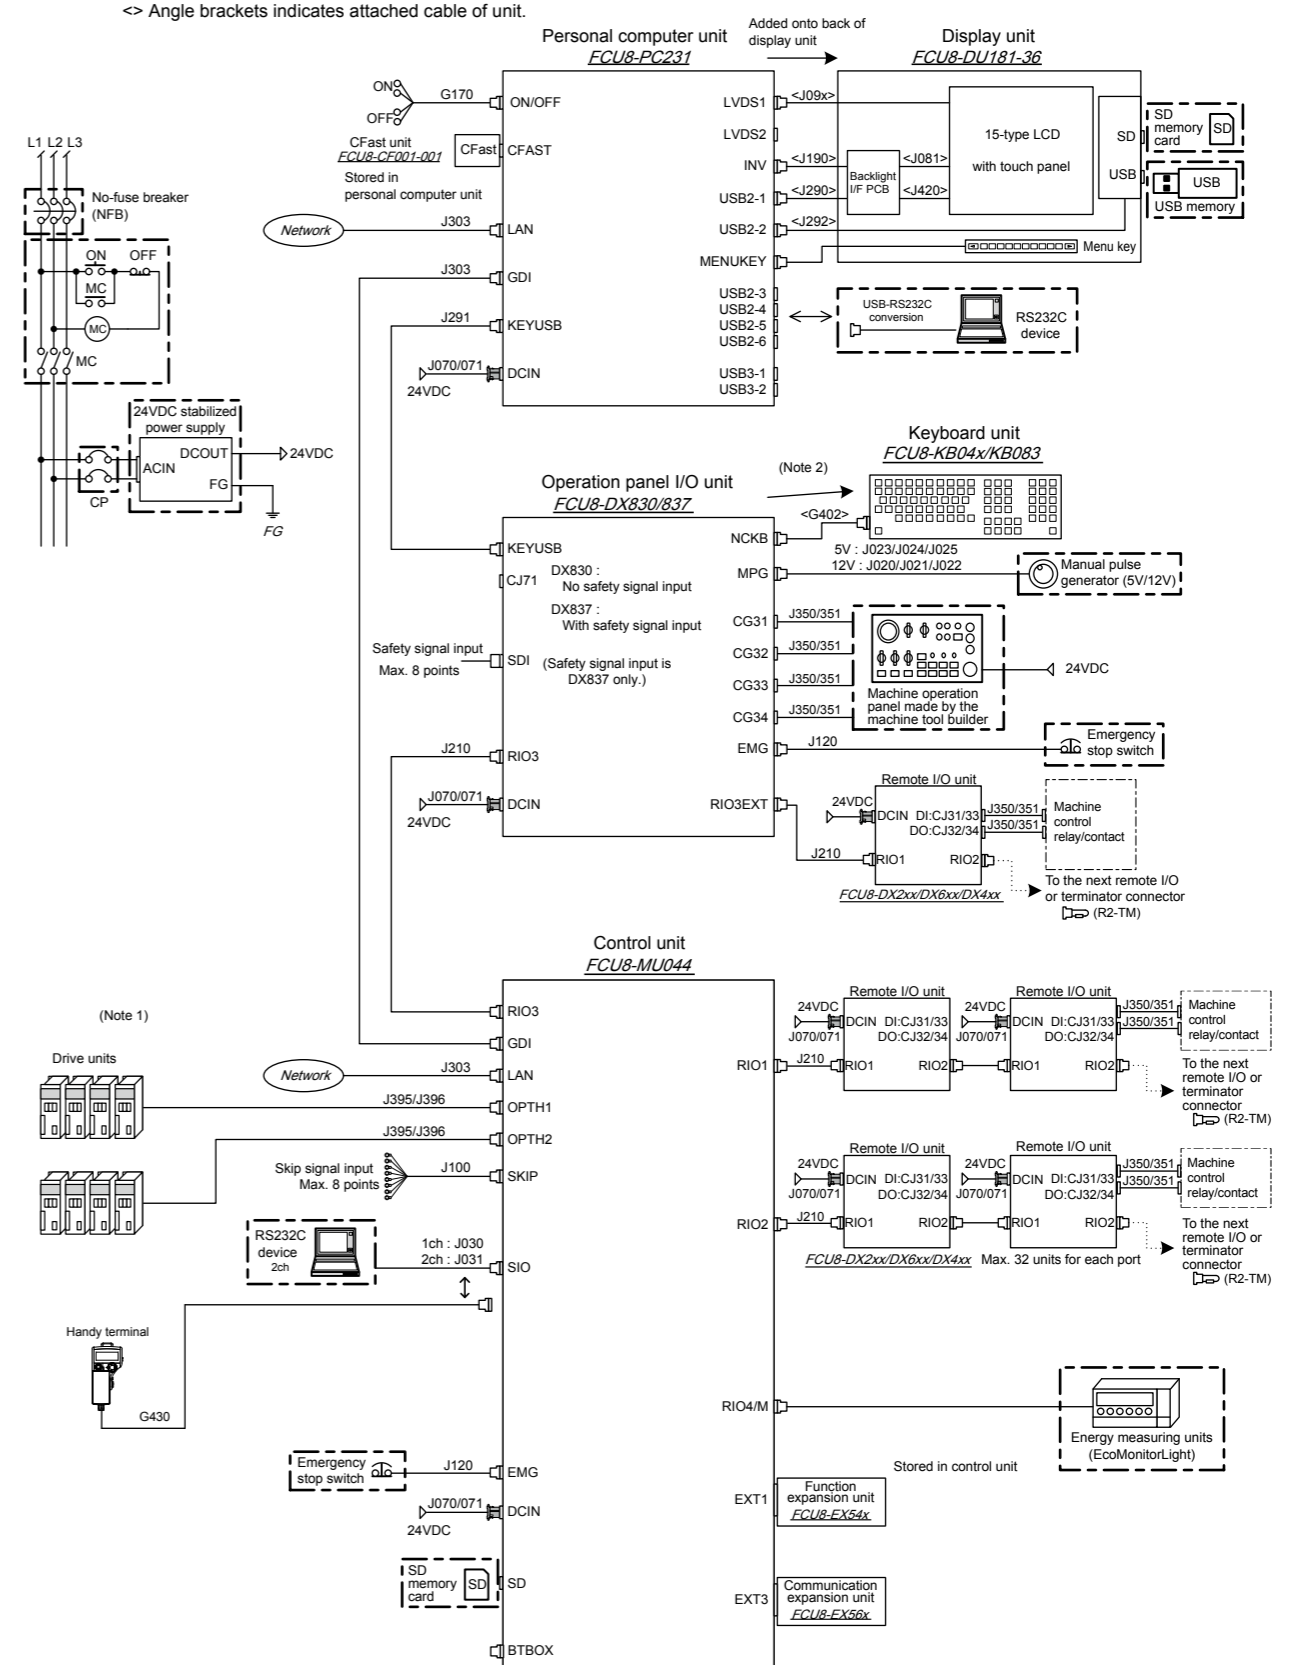 <> Angle brackets indicates attached cable of unit.
Personal computer unit
FCU8-PC231
Added onto back of
display unit
Display unit
FCU8-DU181-36
ON
OFF
G170
ON/OFF
CFast unit
FCU8-CF001-001
CFast
CFAST
Stored in
personal computer unit
Network
J303
LAN
J303
GDI
J291
KEYUSB
J070/071
24VDC
DCIN
LVDS1
LVDS2
INV
USB2-1
USB2-2
MENUKEY
USB2-3
USB2-4
USB2-5
USB2-6
USB3-1
USB3-2
<J09x>
<J190>
<J290>
<J292>
Backlight
I/F PCB
<J081>
<J420>
15-type LCD
with touch panel
SD
USB
Menu key
SD
memory
card
SD
USB
USB memory
USB-RS232C
conversion
RS232C
device
L1 L2 L3
No-fuse breaker
(NFB)
ON
OFF
MC
MC
MC
24VDC stabilized
power supply
DCOUT
ACIN
FG
24VDC
CP
FG
Operation panel I/O unit
FCU8-DX830/837
(Note 2)
Keyboard unit
FCU8-KB04x/KB083
KEYUSB
CJ71
DX830 :
No safety signal input
DX837 :
With safety signal input
Safety signal input
Max. 8 points
SDI
(Safety signal input is
DX837 only.)
J210
RIO3
J070/071
24VDC
DCIN
NCKB
<G402>
MPG
5V : J023/J024/J025
12V : J020/J021/J022
Manual pulse
generator (5V/12V)
CG31
J350/351
CG32
J350/351
CG33
J350/351
CG34
J350/351
Machine operation
panel made by the
machine tool builder
24VDC
EMG
J120
Emergency
stop switch
RIO3EXT
J210
Remote I/O unit
24VDC
DCIN DI:CJ31/33
DO:CJ32/34
RIO1 RIO2
J350/351
J350/351
Machine
control
relay/contact
FCU8-DX2xx/DX6xx/DX4xx
To the next remote I/O
or terminator connector
(R2-TM)
Control unit
FCU8-MU044
(Note 1)
Drive units
RIO3
GDI
Network
J303
LAN
J395/J396
OPTH1
J395/J396
OPTH2
Skip signal input
Max. 8 points
J100
SKIP
RS232C
device
2ch
1ch : J030
2ch : J031
SIO
Handy terminal
G430
Emergency
stop switch
J120
EMG
J070/071
24VDC
DCIN
SD
memory
card
SD
SD
BTBOX
RIO1
J210
Remote I/O unit
24VDC
J070/071
DCIN DI:CJ31/33
DO:CJ32/34
RIO1 RIO2
Remote I/O unit
24VDC
J070/071
DCIN DI:CJ31/33
DO:CJ32/34
RIO1 RIO2
J350/351
J350/351
Machine
control
relay/contact
To the next
remote I/O or
terminator
connector
(R2-TM)
RIO2
J210
Remote I/O unit
24VDC
J070/071
DCIN DI:CJ31/33
DO:CJ32/34
RIO1 RIO2
Remote I/O unit
24VDC
J070/071
DCIN DI:CJ31/33
DO:CJ32/34
RIO1 RIO2
J350/351
J350/351
Machine
control
relay/contact
To the next
remote I/O or
terminator
connector
(R2-TM)
FCU8-DX2xx/DX6xx/DX4xx Max. 32 units for each port
RIO4/M
Energy measuring units
(EcoMonitorLight)
Stored in control unit
EXT1
Function
expansion unit
FCU8-EX54x
EXT3
Communication
expansion unit
FCU8-EX56x